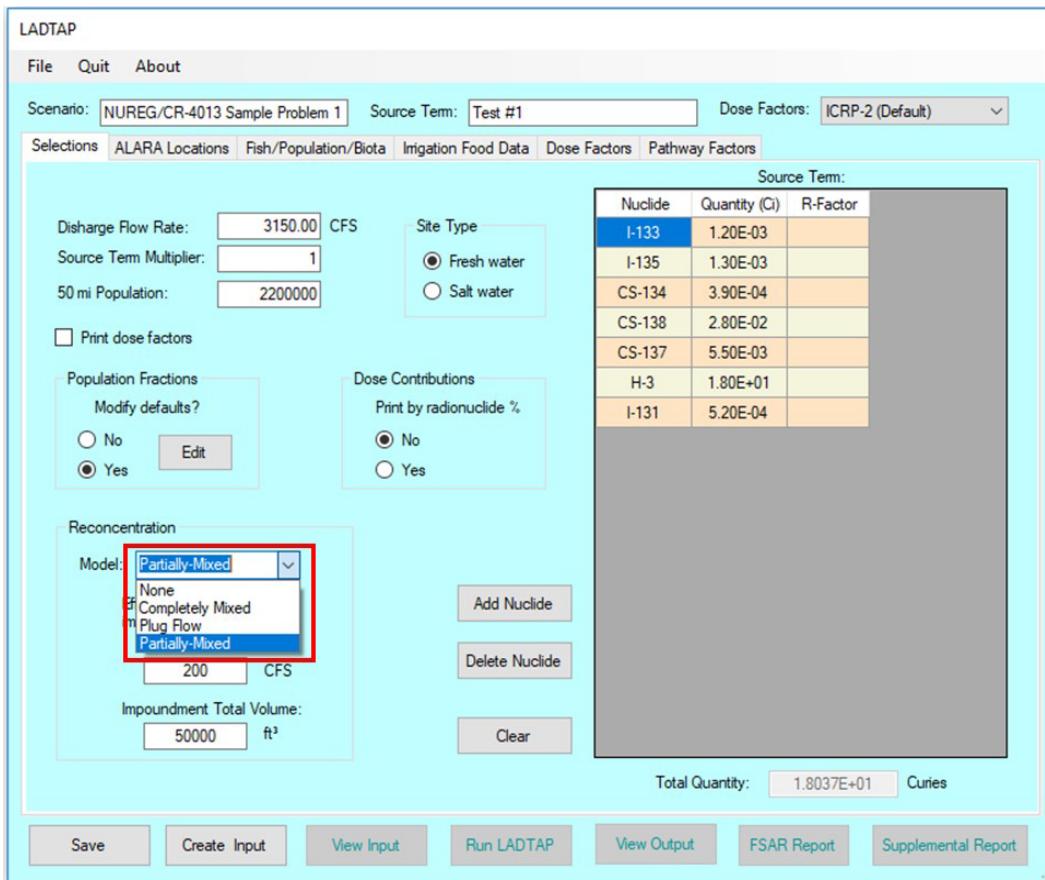 LADTAP
File Quit About
Scenario: NUREG/CR-4013 Sample Problem 1 Source Term: Test #1 Dose Factors: ICRP-2 (Default)
Selections ALARA Locations Fish/Population/Biota Irrigation Food Data Dose Factors Pathway Factors
Source Term:
Disharge Flow Rate: 3150.00 CFS
Source Term Multiplier: 1
50 mi Population: 2200000
Print dose factors
Site Type
Fresh water
Salt water
Population Fractions
Modify defaults?
No
Yes
Edit
Dose Contributions
Print by radionuclide %
No
Yes
Reconcentration
Model: Partially-Mixed
None
Completely Mixed
Plug Flow
Partially-Mixed
200 CFS
Impoundment Total Volume:
50000 ft³
Add Nuclide
Delete Nuclide
Clear
Nuclide Quantity (Ci) R-Factor
I-133 1.20E-03
I-135 1.30E-03
CS-134 3.90E-04
CS-138 2.80E-02
CS-137 5.50E-03
H-3 1.80E+01
I-131 5.20E-04
Total Quantity: 1.8037E+01 Curies
Save Create Input View Input Run LADTAP View Output FSAR Report Supplemental Report